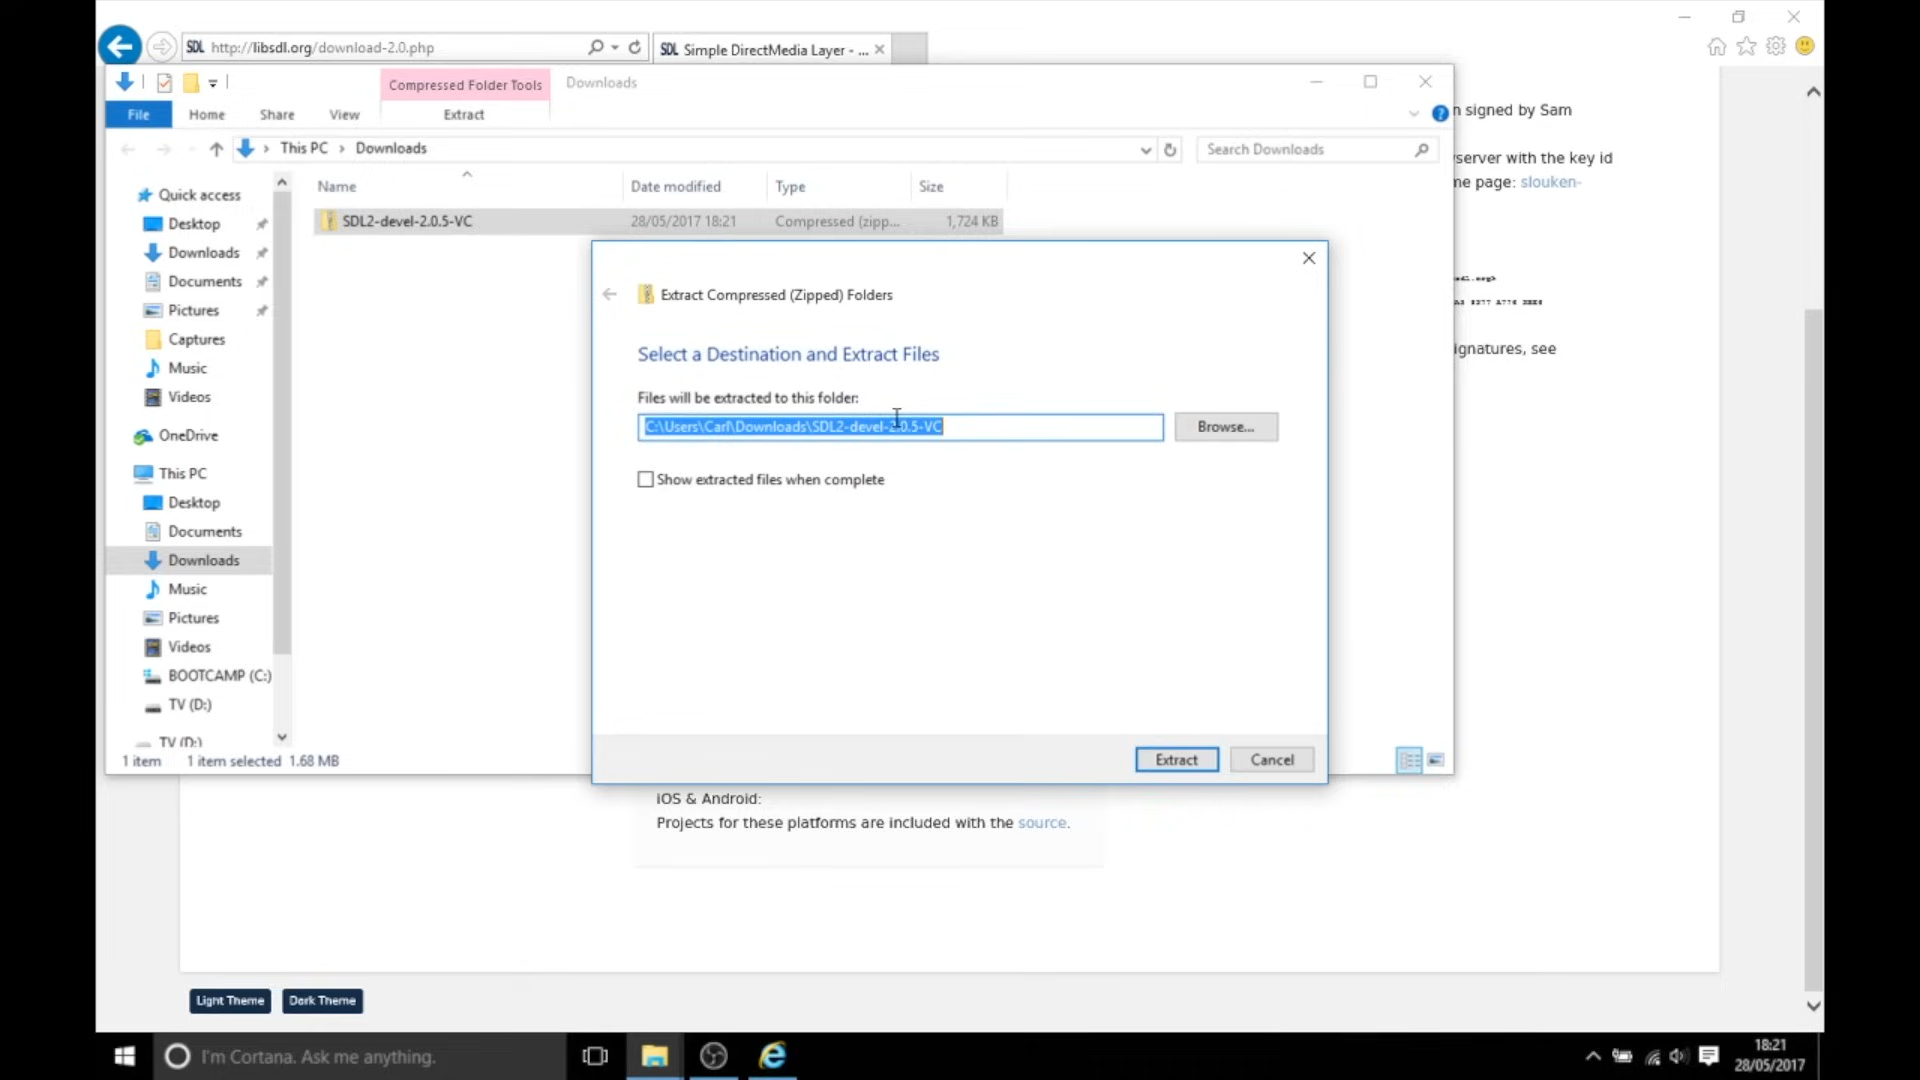 SDL http://libsdl.org/download-2.0.php
SDL Simple DirectMedia Layer - ...
Compressed Folder Tools
Downloads
File
Home
Share
View
Extract
This PC
Downloads
Search Downloads
Name
Date modified
Type
Size
SDL2-devel-2.0.5-VC
28/05/2017 18:21
Compressed (zipp...
1,724 KB
Quick access
Desktop
Downloads
Documents
Pictures
Captures
Music
Videos
OneDrive
This PC
Desktop
Documents
Downloads
Music
Pictures
Videos
BOOTCAMP (C:)
TV (D:)
TV (D:)
1 item
1 item selected 1.68 MB
Extract Compressed (Zipped) Folders
Select a Destination and Extract Files
Files will be extracted to this folder:
C:\Users\Carl\Downloads\SDL2-devel-2.0.5-VC
Browse...
Show extracted files when complete
Extract
Cancel
n signed by Sam
yserver with the key id
me page: slouken-
ignatures, see
iOS & Android:
Projects for these platforms are included with the source.
Light Theme
Dark Theme
I'm Cortana. Ask me anything.
18:21
28/05/2017